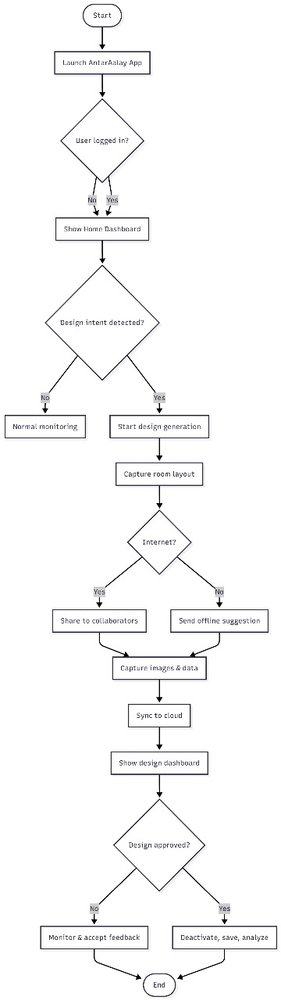 Start
Launch AntarAalay App
User logged in?
No
Yes
Show Home Dashboard
Design intent detected?
No
Yes
Normal monitoring
Start design generation
Capture room layout
Internet?
Yes
No
Share to collaborators
Send offline suggestion
Capture images & data
Sync to cloud
Show design dashboard
Design approved?
No
Yes
Monitor & accept feedback
Deactivate, save, analyze
End